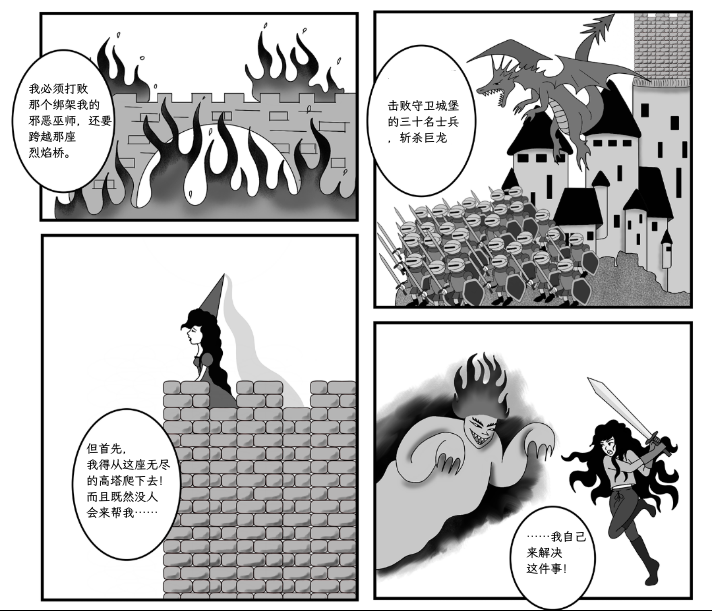 我必须打败
那个绑架我的
邪恶巫师，还要
跨越那座
烈焰桥。
击败守卫城堡
的三十名士兵
，斩杀巨龙
但首先，
我得从这座无尽
的高塔爬下去！
而且既然没人
会来帮我……
……我自己
来解决
这件事！